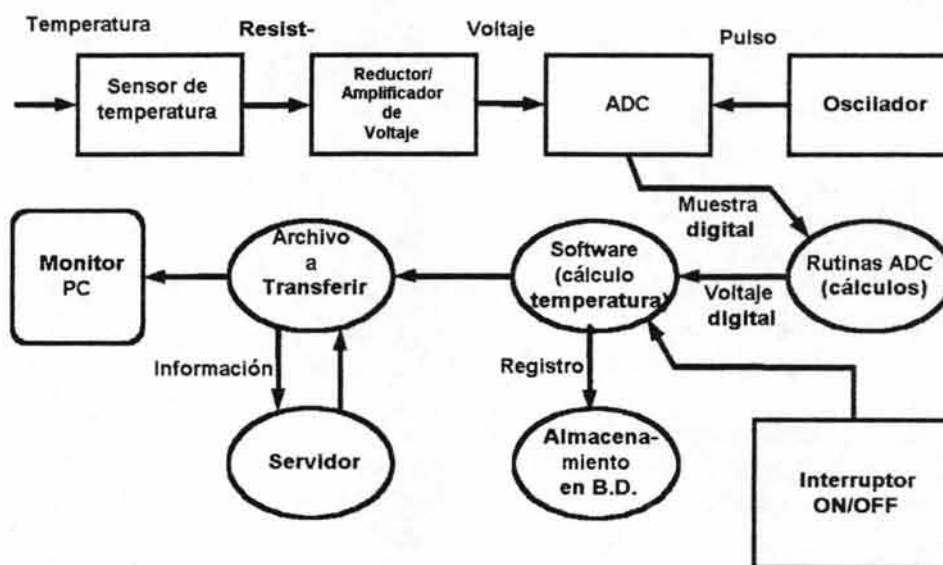 Temperatura
Resist-
Voltaje
Pulso
Sensor de
temperatura
Reductor/
Amplificador
de
Voltaje
ADC
Oscilador
Muestra
digital
Monitor
PC
Archivo
a
Transferir
Software
(cálculo
temperatura)
Voltaje
digital
Rutinas ADC
(cálculos)
Información
Registro
Servidor
Almacena-
miento
en B.D.
Interruptor
ON/OFF